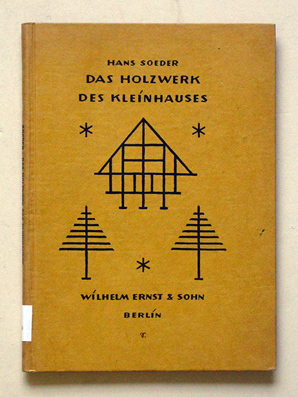 HANS SOEDER
DAS HOLZWERK
DES KLEINHAUSES
WILHELM ERNST & SOHN
BERLIN